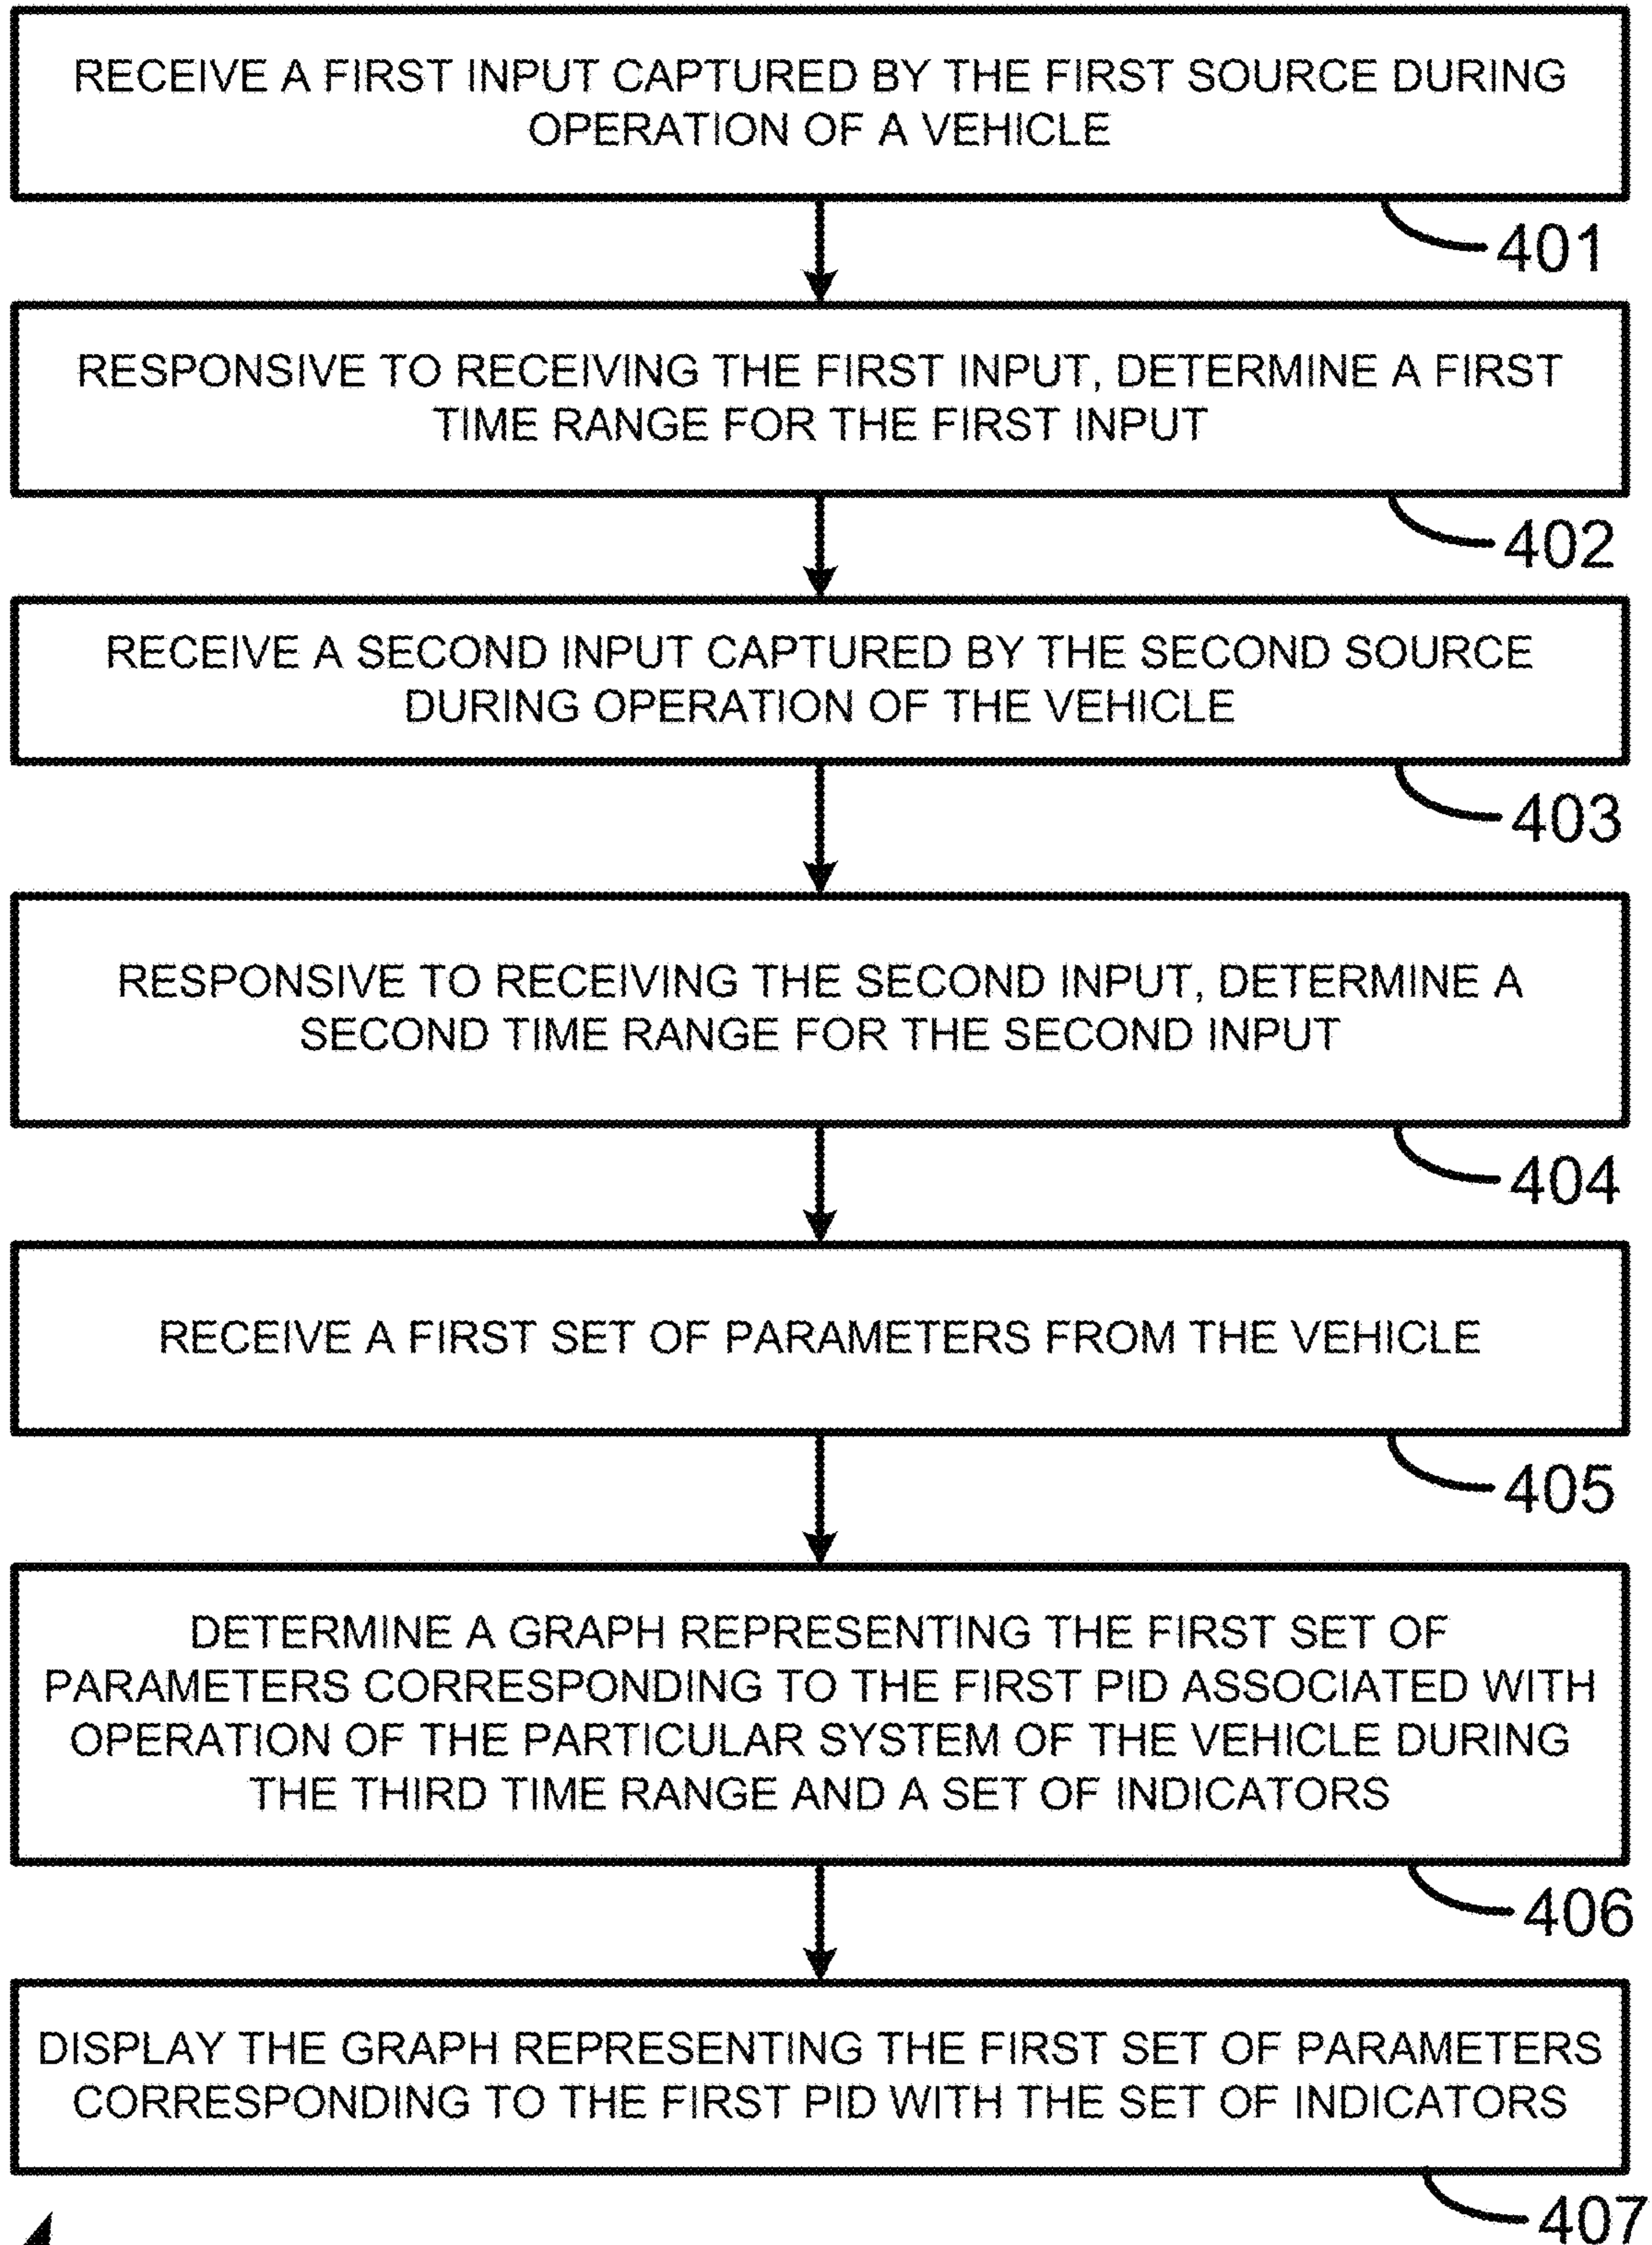 RECEIVE A FIRST INPUT CAPTURED BY THE FIRST SOURCE DURING
OPERATION OF A VEHICLE
401
RESPONSIVE TO RECEIVING THE FIRST INPUT, DETERMINE A FIRST
TIME RANGE FOR THE FIRST INPUT
402
RECEIVE A SECOND INPUT CAPTURED BY THE SECOND SOURCE
DURING OPERATION OF THE VEHICLE
403
RESPONSIVE TO RECEIVING THE SECOND INPUT, DETERMINE A
SECOND TIME RANGE FOR THE SECOND INPUT
404
RECEIVE A FIRST SET OF PARAMETERS FROM THE VEHICLE
405
DETERMINE A GRAPH REPRESENTING THE FIRST SET OF
PARAMETERS CORRESPONDING TO THE FIRST PID ASSOCIATED WITH
OPERATION OF THE PARTICULAR SYSTEM OF THE VEHICLE DURING
THE THIRD TIME RANGE AND A SET OF INDICATORS
406
DISPLAY THE GRAPH REPRESENTING THE FIRST SET OF PARAMETERS
CORRESPONDING TO THE FIRST PID WITH THE SET OF INDICATORS
407